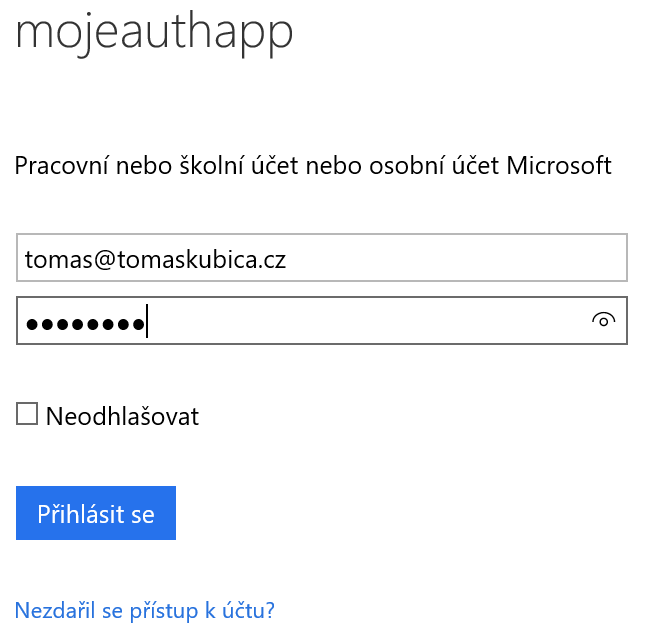 mojeauthapp
Pracovní nebo školní účet nebo osobní účet Microsoft
tomas@tomaskubica.cz
●●●●●●●●
Neodhlašovat
Přihlásit se
Nezdařil se přístup k účtu?